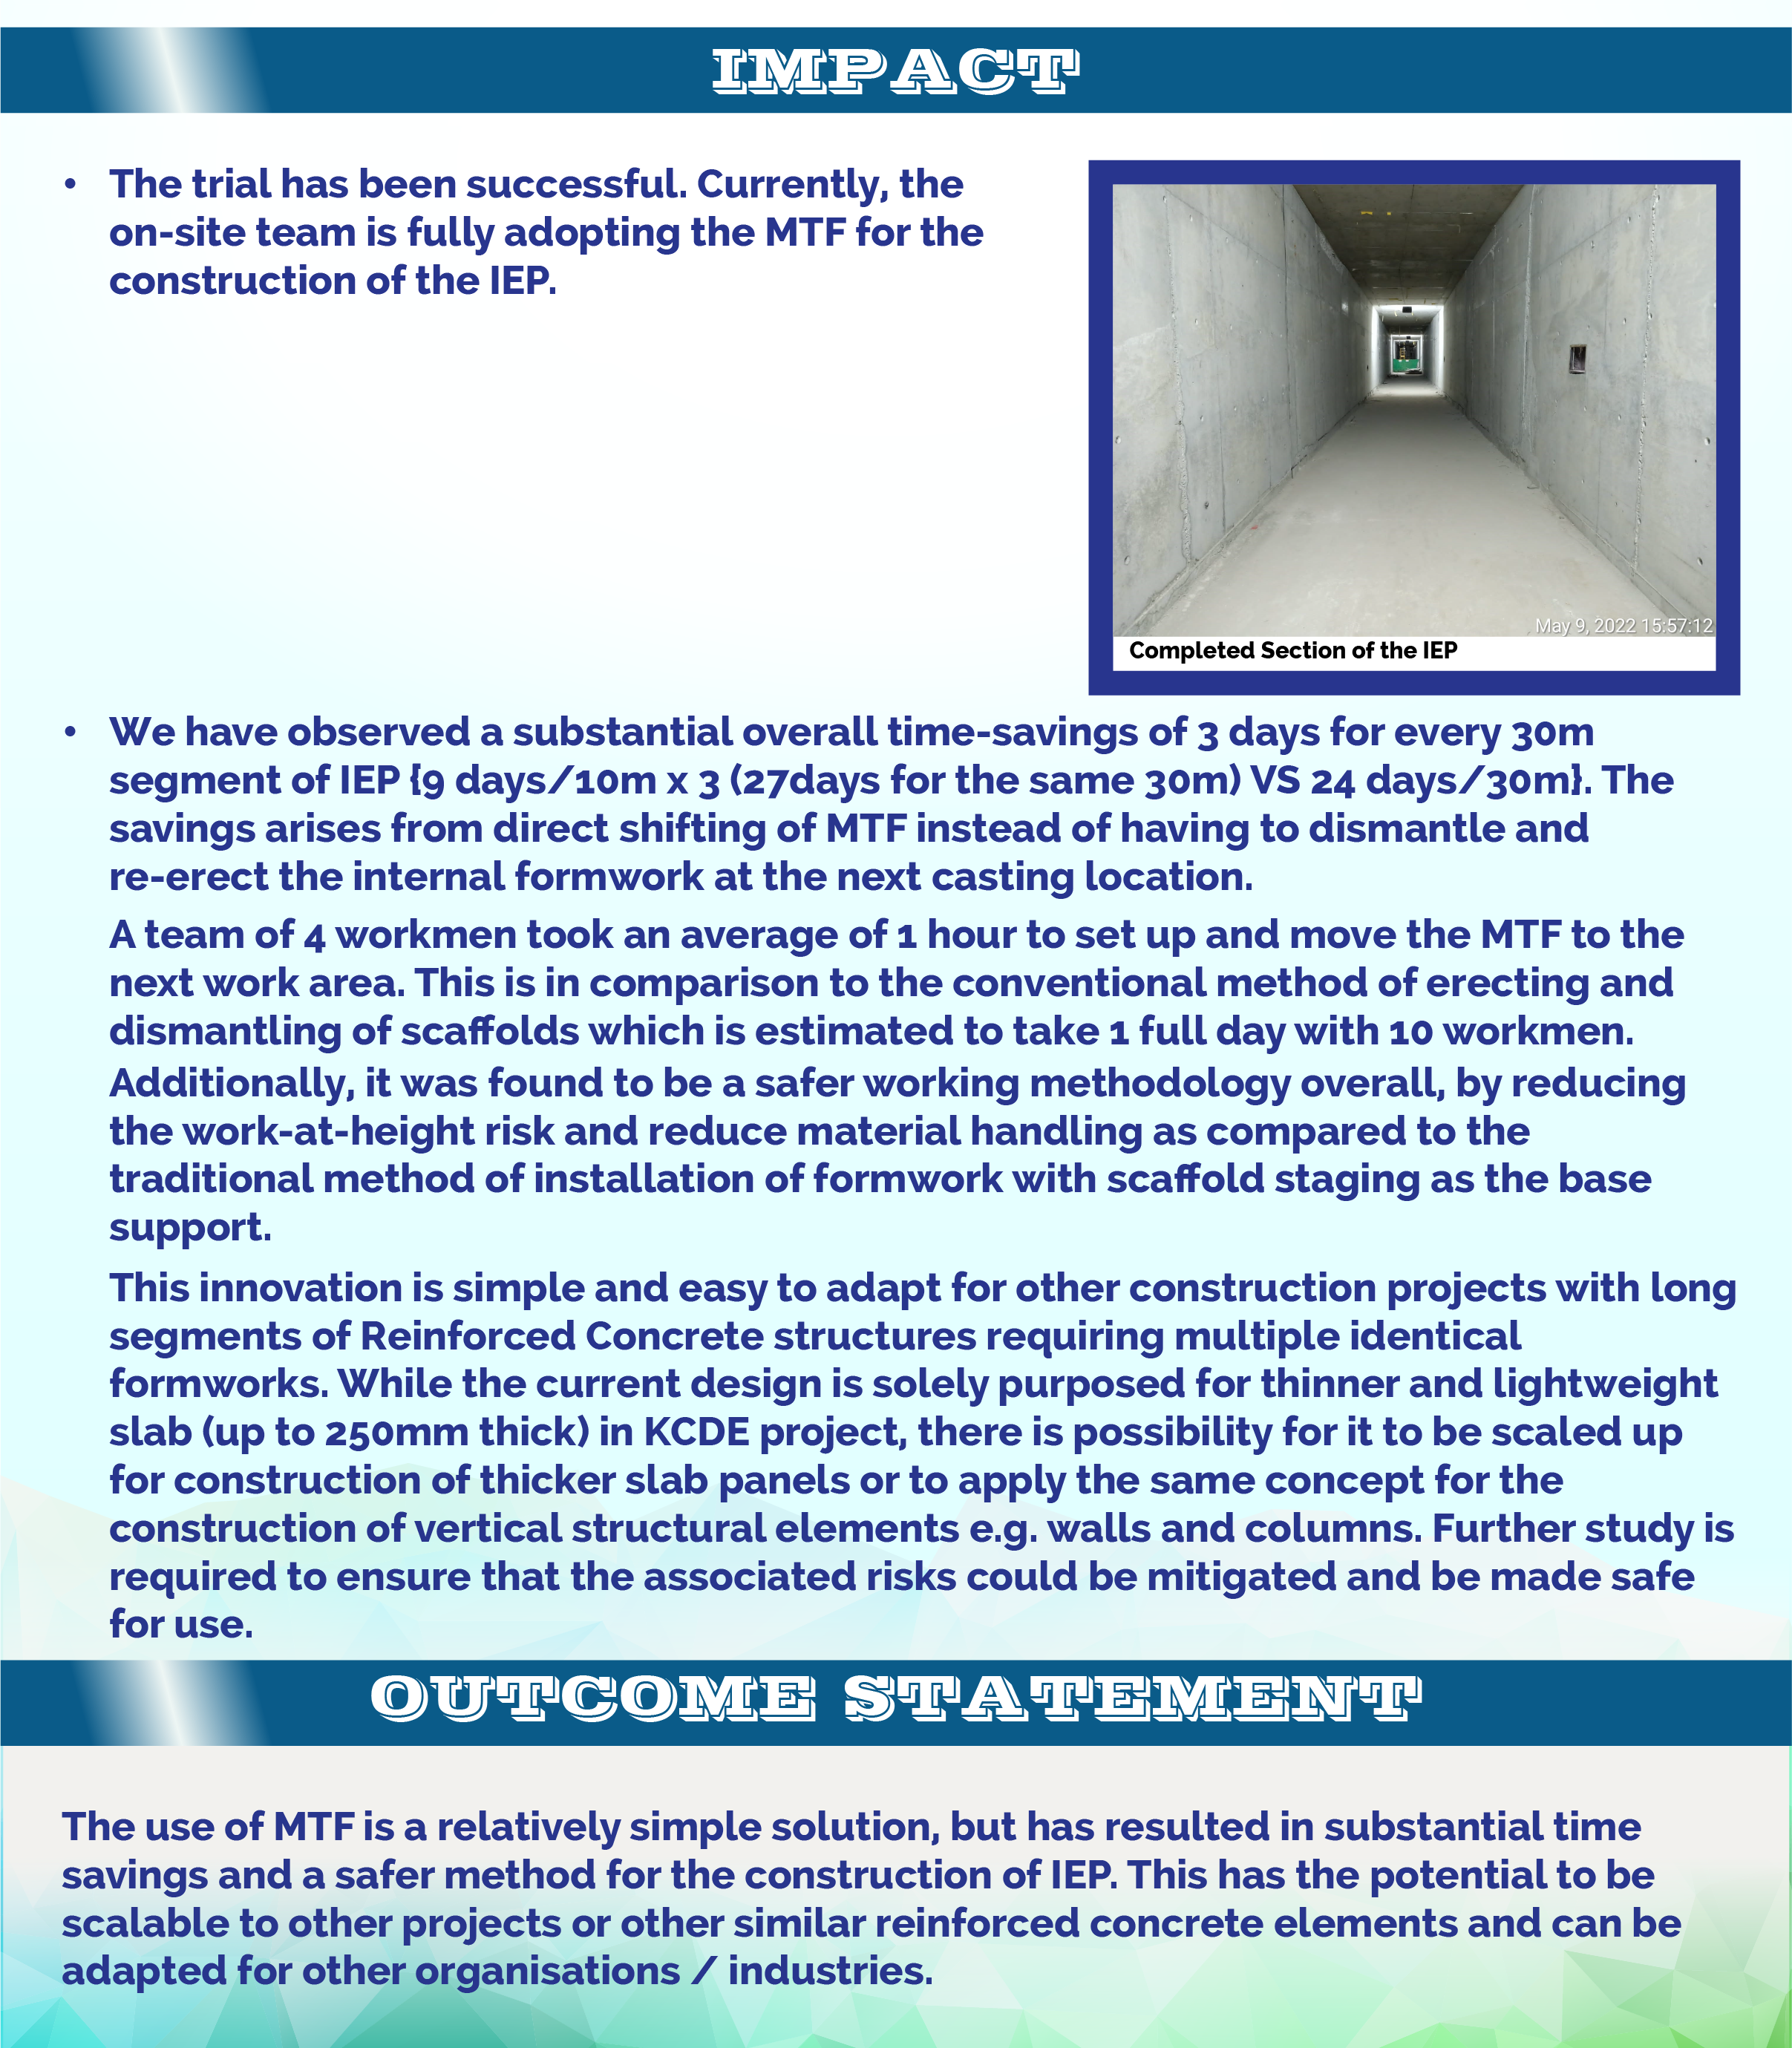 IMPACT
• The trial has been successful. Currently, the
on-site team is fully adopting the MTF for the
construction of the IEP.
May 9, 2022 15:57:12
Completed Section of the IEP
• We have observed a substantial overall time-savings of 3 days for every 30m
segment of IEP {9 days/10m x 3 (27days for the same 30m) VS 24 days/30m}. The
savings arises from direct shifting of MTF instead of having to dismantle and
re-erect the internal formwork at the next casting location.
A team of 4 workmen took an average of 1 hour to set up and move the MTF to the
next work area. This is in comparison to the conventional method of erecting and
dismantling of scaffolds which is estimated to take 1 full day with 10 workmen.
Additionally, it was found to be a safer working methodology overall, by reducing
the work-at-height risk and reduce material handling as compared to the
traditional method of installation of formwork with scaffold staging as the base
support.
This innovation is simple and easy to adapt for other construction projects with long
segments of Reinforced Concrete structures requiring multiple identical
formworks. While the current design is solely purposed for thinner and lightweight
slab (up to 250mm thick) in KCDE project, there is possibility for it to be scaled up
for construction of thicker slab panels or to apply the same concept for the
construction of vertical structural elements e.g. walls and columns. Further study is
required to ensure that the associated risks could be mitigated and be made safe
for use.
OUTCOME STATEMENT
The use of MTF is a relatively simple solution, but has resulted in substantial time
savings and a safer method for the construction of IEP. This has the potential to be
scalable to other projects or other similar reinforced concrete elements and can be
adapted for other organisations / industries.